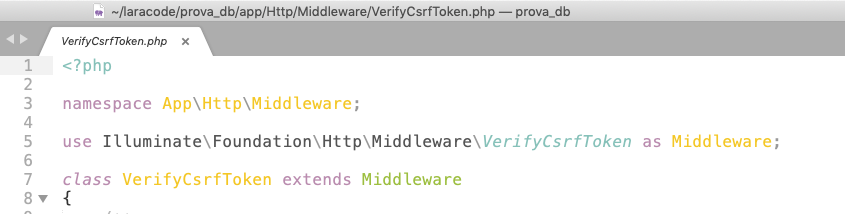 ~/laracode/prova_db/app/Http/Middleware/VerifyCsrfToken.php — prova_db
VerifyCsrfToken.php ×
1 <?php
2
3 namespace App\Http\Middleware;
4
5 use Illuminate\Foundation\Http\Middleware\VerifyCsrfToken as Middleware;
6
7 class VerifyCsrfToken extends Middleware
8 {